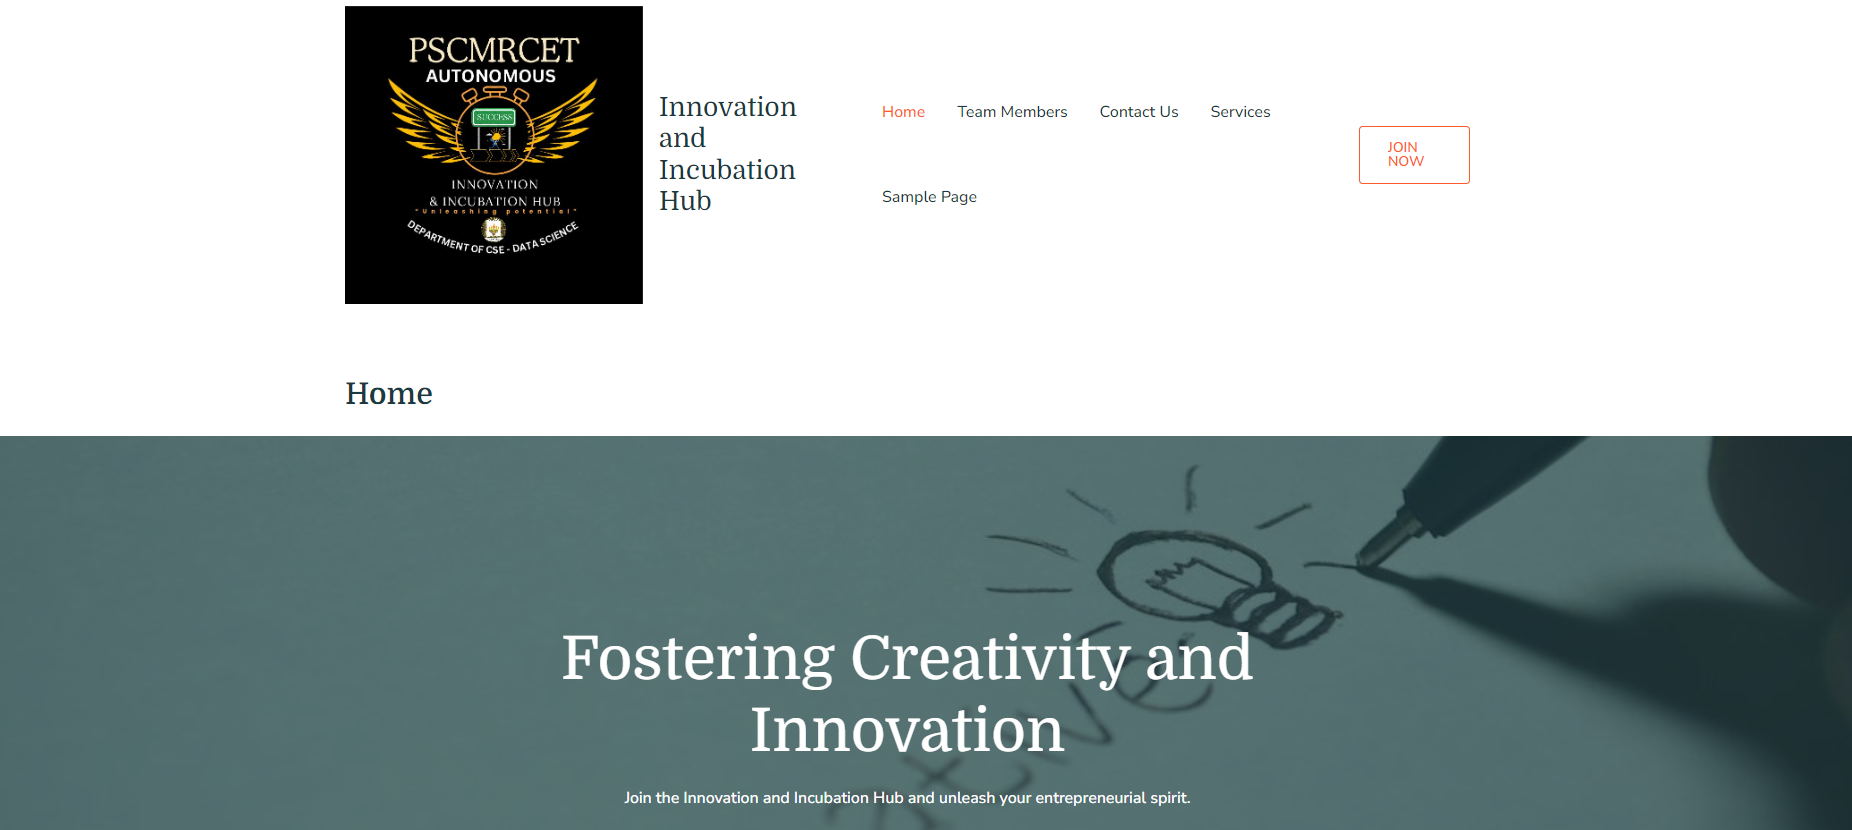 PSCMRCET
AUTONOMOUS
SUCCESS
INNOVATION
& INCUBATION HUB
"Unleashing potential"
DEPARTMENT OF CSE - DATA SCIENCE
Innovation
and
Incubation
Hub
Home
Team Members
Contact Us
Services
Sample Page
JOIN
NOW
Home
Fostering Creativity and
Innovation
Join the Innovation and Incubation Hub and unleash your entrepreneurial spirit.